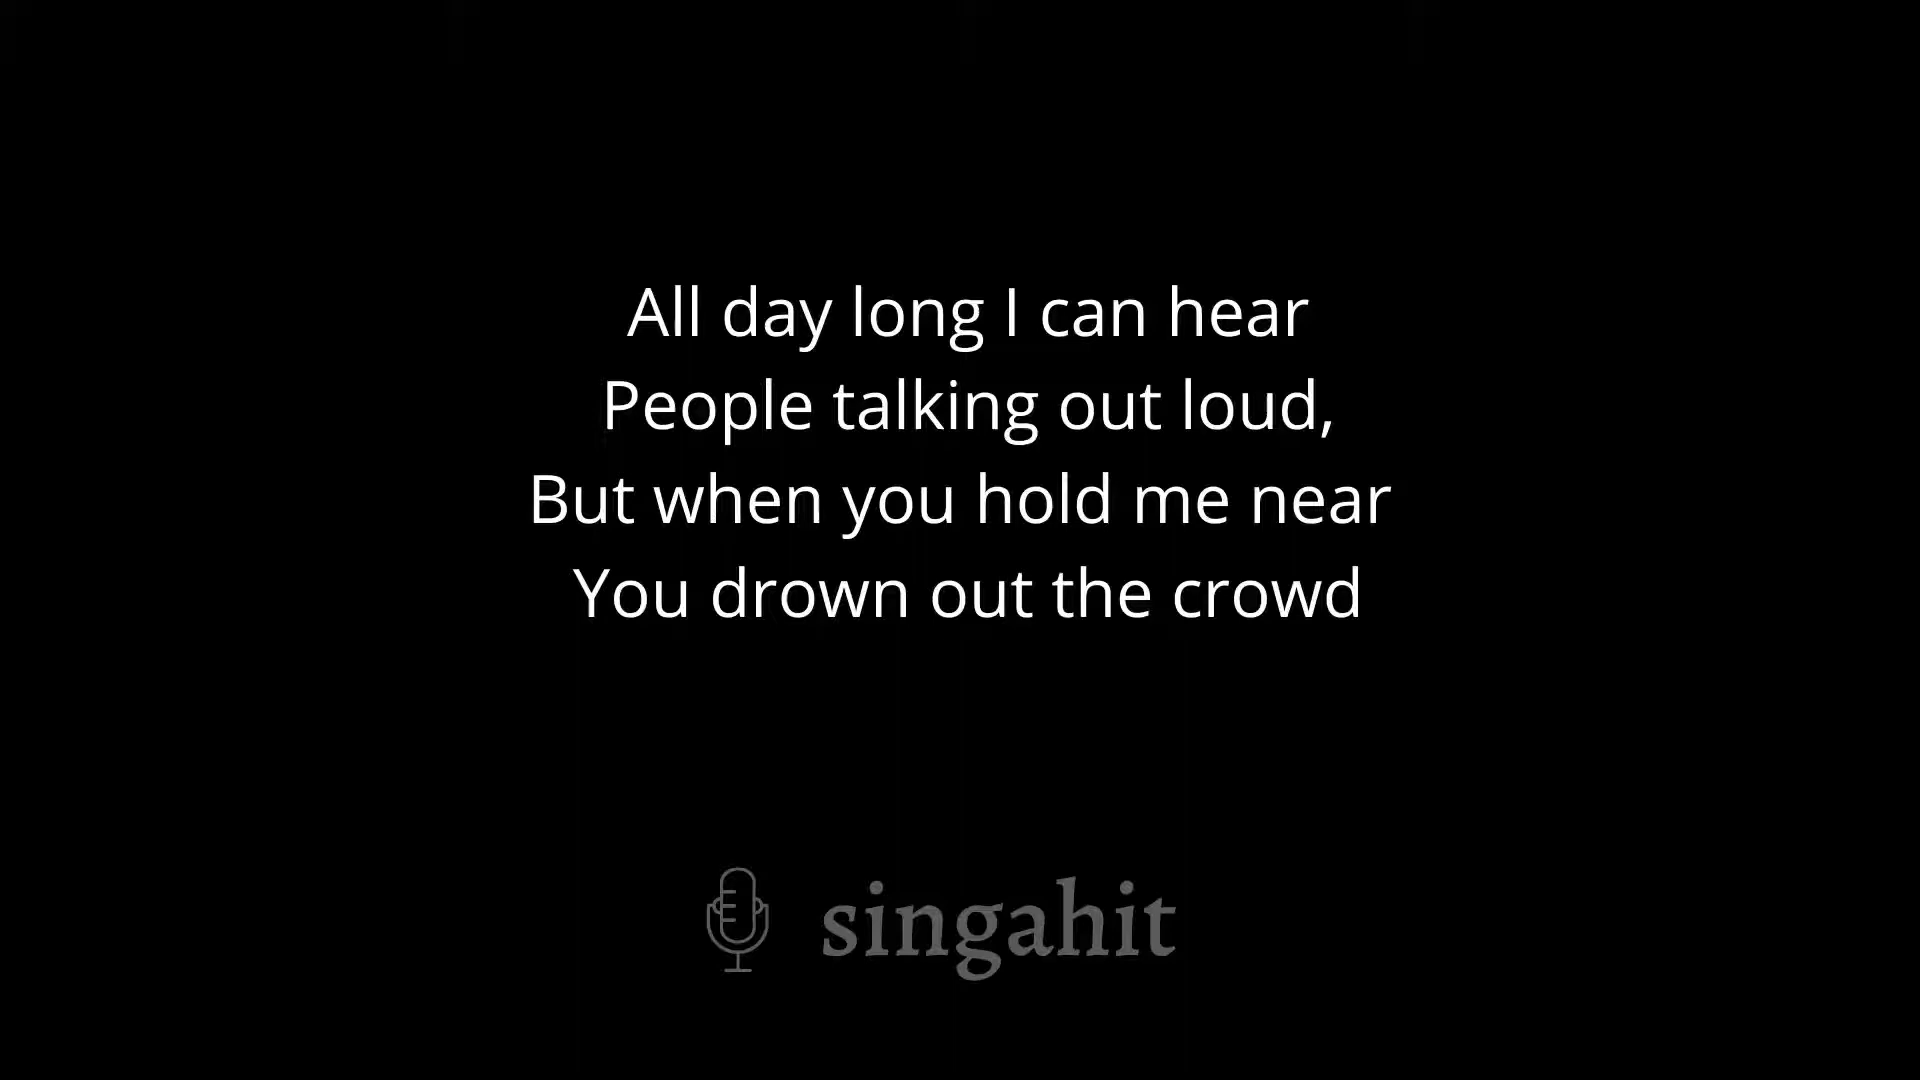 All day long I can hear
People talking out loud,
But when you hold me near
You drown out the crowd
singahit